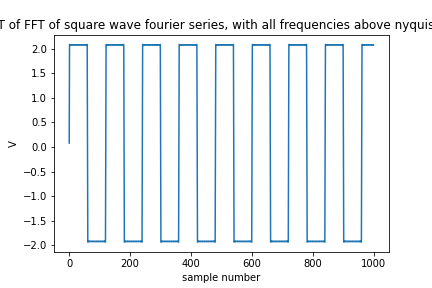 T of FFT of square wave fourier series, with all frequencies above nyquis
2.0
1.5
1.0
0.5
0.0
−0.5
−1.0
−1.5
−2.0
V
0 200 400 600 800 1000
sample number